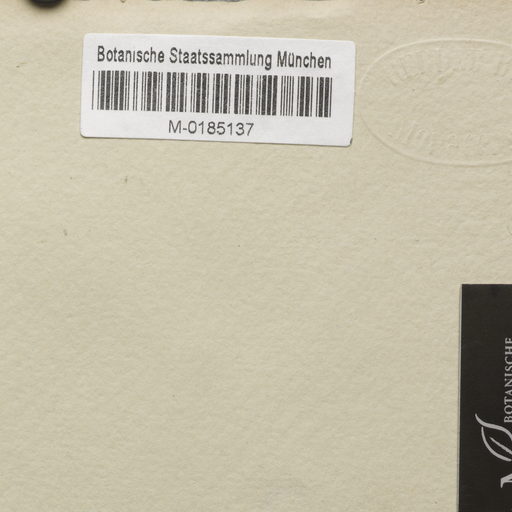 Botanische Staatssammlung München
M-0185137
BOTANISCHE